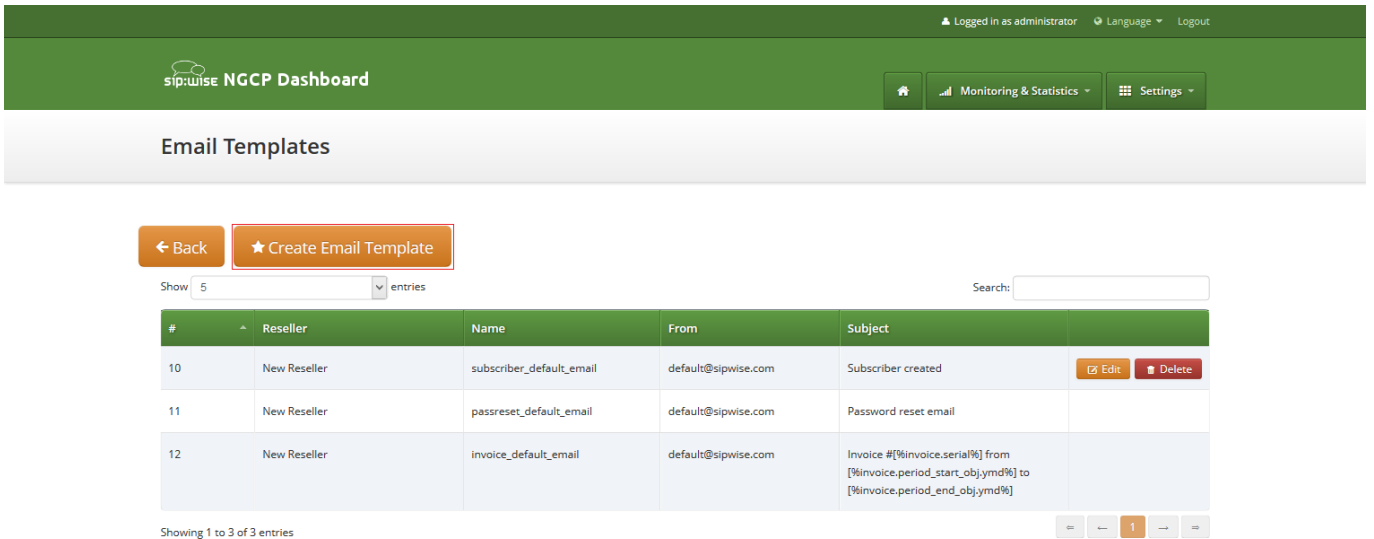 Logged in as administrator Language Logout
sip:wise NGCP Dashboard
Monitoring & Statistics Settings
Email Templates
Back Create Email Template
Show 5 entries Search:
# Reseller Name From Subject
10 New Reseller subscriber_default_email default@sipwise.com Subscriber created Edit Delete
11 New Reseller passreset_default_email default@sipwise.com Password reset email
12 New Reseller invoice_default_email default@sipwise.com Invoice #[%invoice.serial%] from
[%invoice.period_start_obj.ymd%] to
[%invoice.period_end_obj.ymd%]
Showing 1 to 3 of 3 entries ⇐ ← 1 → ⇒